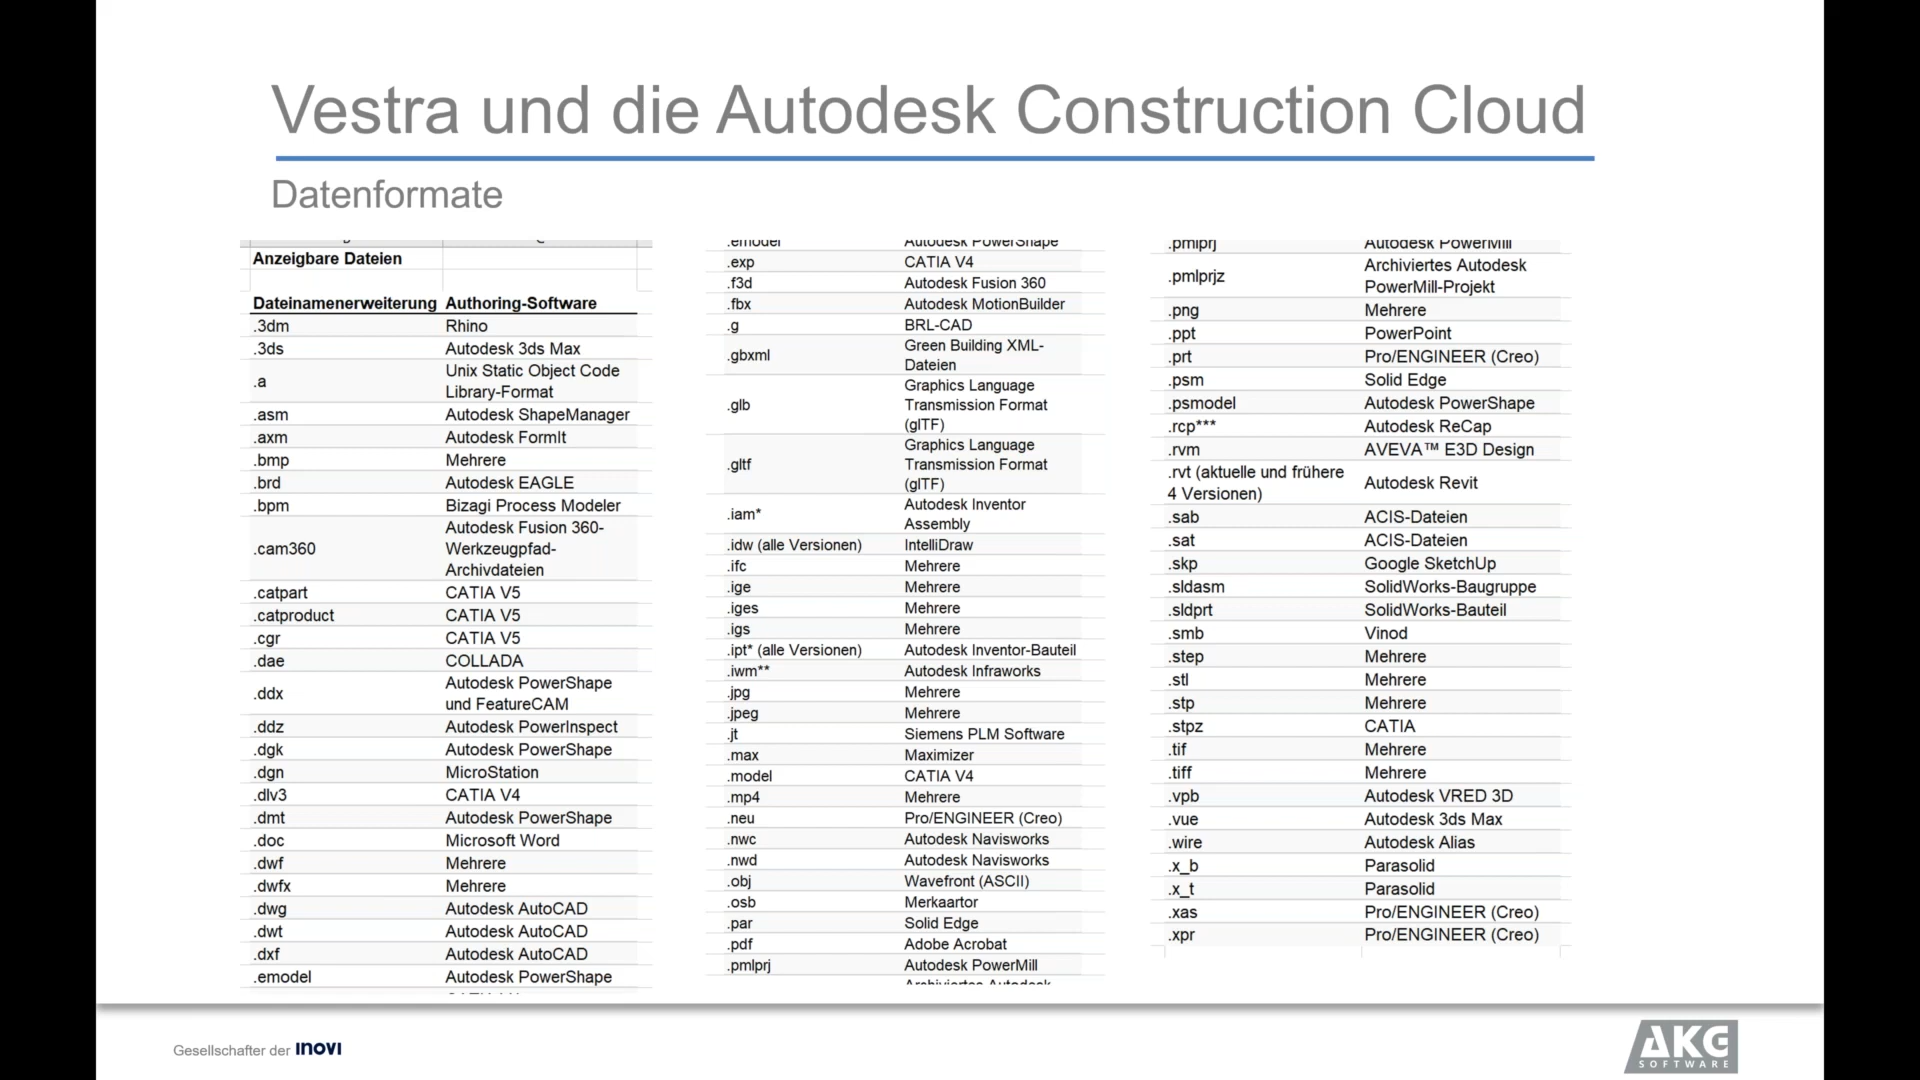 Vestra und die Autodesk Construction Cloud
Datenformate
Anzeigbare Dateien
Dateinamenerweiterung Authoring-Software
.3dm Rhino
.3ds Autodesk 3ds Max
.a Unix Static Object Code
Library-Format
.asm Autodesk ShapeManager
.axm Autodesk FormIt
.bmp Mehrere
.brd Autodesk EAGLE
.bpm Bizagi Process Modeler
.cam360 Autodesk Fusion 360-
Werkzeugpfad-
Archivdateien
.catpart CATIA V5
.catproduct CATIA V5
.cgr CATIA V5
.dae COLLADA
.ddx Autodesk PowerShape
und FeatureCAM
.ddz Autodesk PowerInspect
.dgk Autodesk PowerShape
.dgn MicroStation
.dlv3 CATIA V4
.dmt Autodesk PowerShape
.doc Microsoft Word
.dwf Mehrere
.dwfx Mehrere
.dwg Autodesk AutoCAD
.dwt Autodesk AutoCAD
.dxf Autodesk AutoCAD
.emodel Autodesk PowerShape
.emodel Autodesk PowerShape
.exp CATIA V4
.f3d Autodesk Fusion 360
.fbx Autodesk MotionBuilder
.g BRL-CAD
.gbxml Green Building XML-
Dateien
.glb Graphics Language
Transmission Format
(glTF)
.gltf Graphics Language
Transmission Format
(glTF)
.iam* Autodesk Inventor
Assembly
.idw (alle Versionen) IntelliDraw
.ifc Mehrere
.ige Mehrere
.iges Mehrere
.igs Mehrere
.ipt* (alle Versionen) Autodesk Inventor-Bauteil
.iwm** Autodesk Infraworks
.jpg Mehrere
.jpeg Mehrere
.jt Siemens PLM Software
.max Maximizer
.model CATIA V4
.mp4 Mehrere
.neu Pro/ENGINEER (Creo)
.nwc Autodesk Navisworks
.nwd Autodesk Navisworks
.obj Wavefront (ASCII)
.osb Merkaartor
.par Solid Edge
.pdf Adobe Acrobat
.pmlprj Autodesk PowerMill
Archiviertes Autodesk
.pmlprj Autodesk PowerMill
.pmlprjz Archiviertes Autodesk
PowerMill-Projekt
.png Mehrere
.ppt PowerPoint
.prt Pro/ENGINEER (Creo)
.psm Solid Edge
.psmodel Autodesk PowerShape
.rcp*** Autodesk ReCap
.rvm AVEVA™ E3D Design
.rvt (aktuelle und frühere
4 Versionen) Autodesk Revit
.sab ACIS-Dateien
.sat ACIS-Dateien
.skp Google SketchUp
.sldasm SolidWorks-Baugruppe
.sldprt SolidWorks-Bauteil
.smb Vinod
.step Mehrere
.stl Mehrere
.stp Mehrere
.stpz CATIA
.tif Mehrere
.tiff Mehrere
.vpb Autodesk VRED 3D
.vue Autodesk 3ds Max
.wire Autodesk Alias
.x_b Parasolid
.x_t Parasolid
.xas Pro/ENGINEER (Creo)
.xpr Pro/ENGINEER (Creo)
Gesellschafter der INOVI
AKG
SOFTWARE